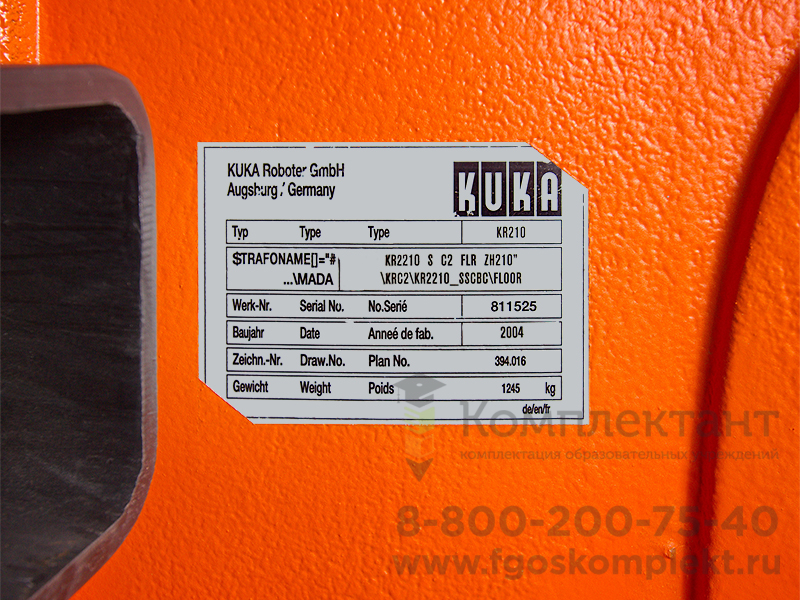 KUKA Roboter GmbH
Augsburg / Germany
KUKA
Typ Type Type KR210
$TRAFONAME[]="# KR2210 S C2 FLR ZH210"
...\MADA \KRC2\KR2210_SSCBC\FLOOR
Werk-Nr. Serial No. No.Serié 811525
Baujahr Date Anneé de fab. 2004
Zeichn.-Nr. Draw.No. Plan No. 394.016
Gewicht Weight Poids 1245 kg
de/en/fr
Комплектант
комплектация образовательных учреждений
8-800-200-75-40
www.fgoskomplekt.ru